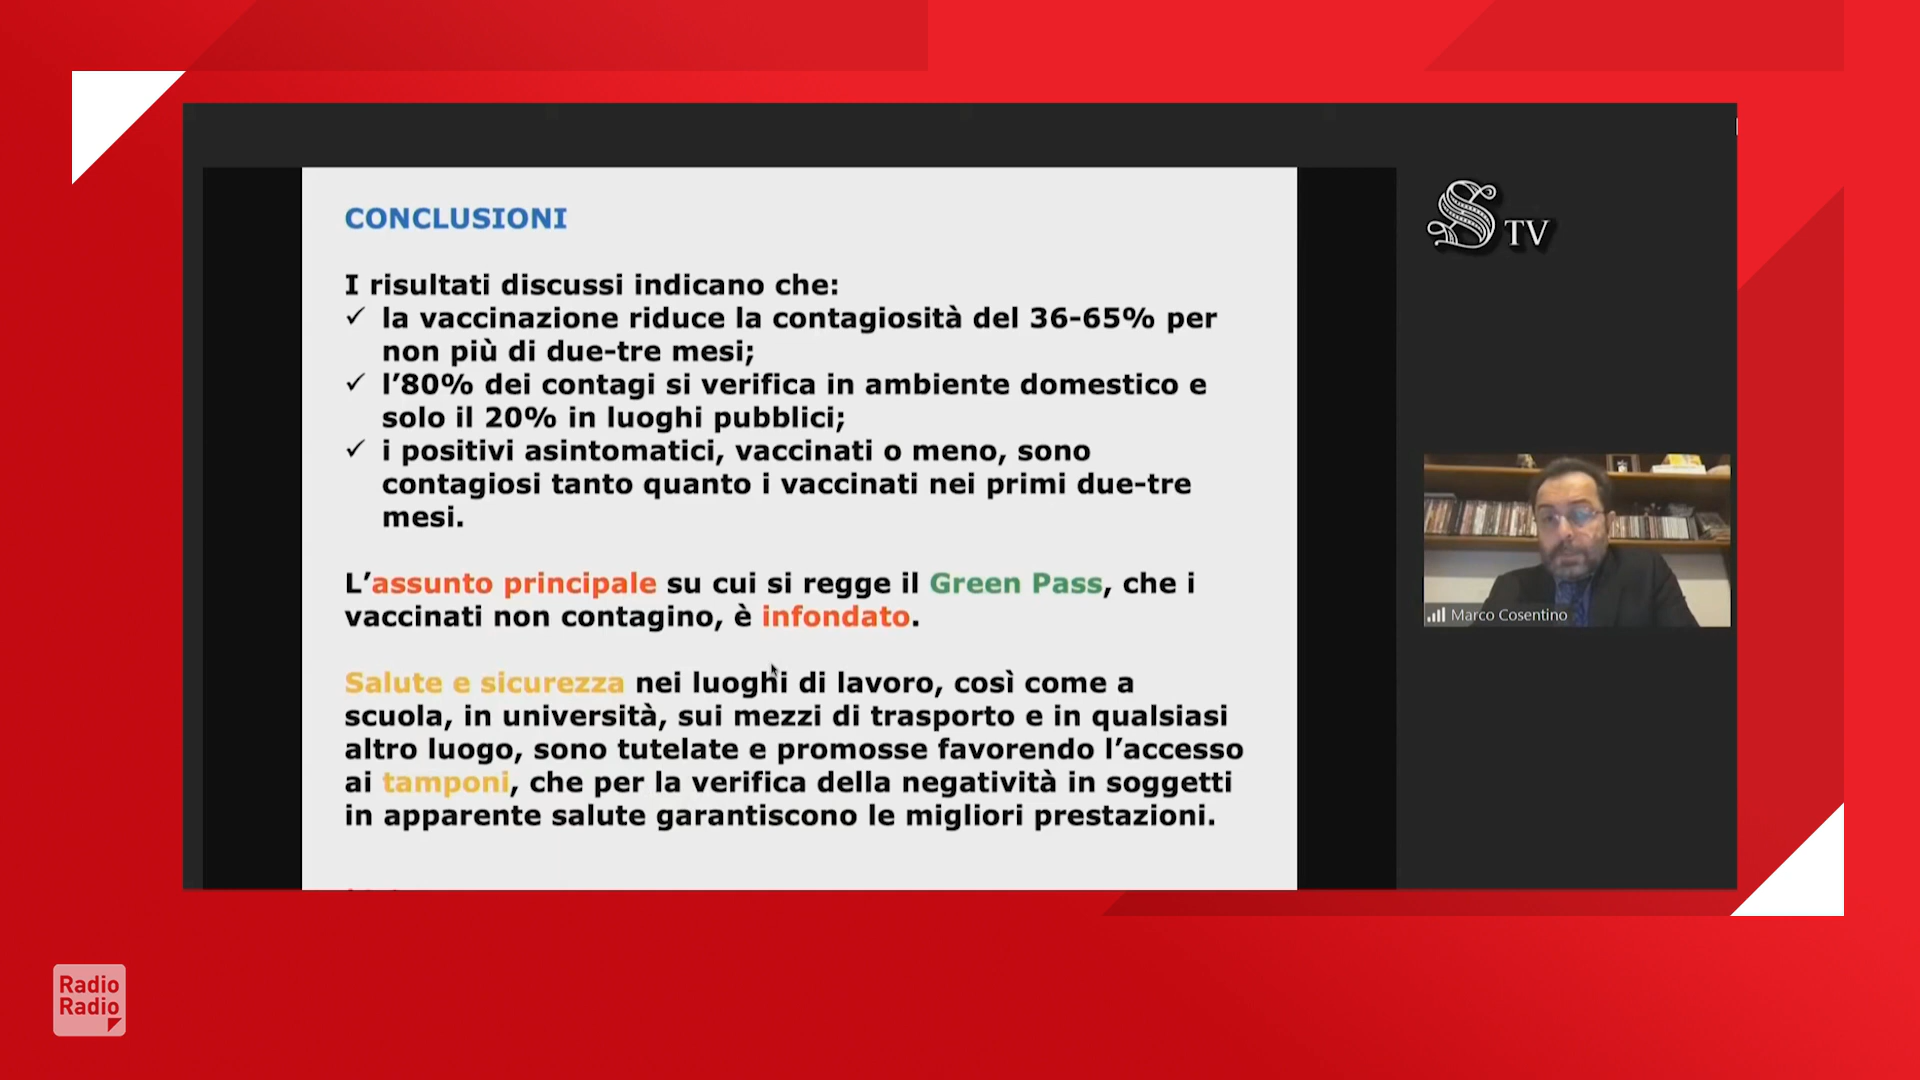 CONCLUSIONI
I risultati discussi indicano che:
✓ la vaccinazione riduce la contagiosità del 36-65% per
non più di due-tre mesi;
✓ l’80% dei contagi si verifica in ambiente domestico e
solo il 20% in luoghi pubblici;
✓ i positivi asintomatici, vaccinati o meno, sono
contagiosi tanto quanto i vaccinati nei primi due-tre
mesi.
L’assunto principale su cui si regge il Green Pass, che i
vaccinati non contagino, è infondato.
Salute e sicurezza nei luoghi di lavoro, così come a
scuola, in università, sui mezzi di trasporto e in qualsiasi
altro luogo, sono tutelate e promosse favorendo l’accesso
ai tamponi, che per la verifica della negatività in soggetti
in apparente salute garantiscono le migliori prestazioni.
S TV
Marco Cosentino
Radio
Radio